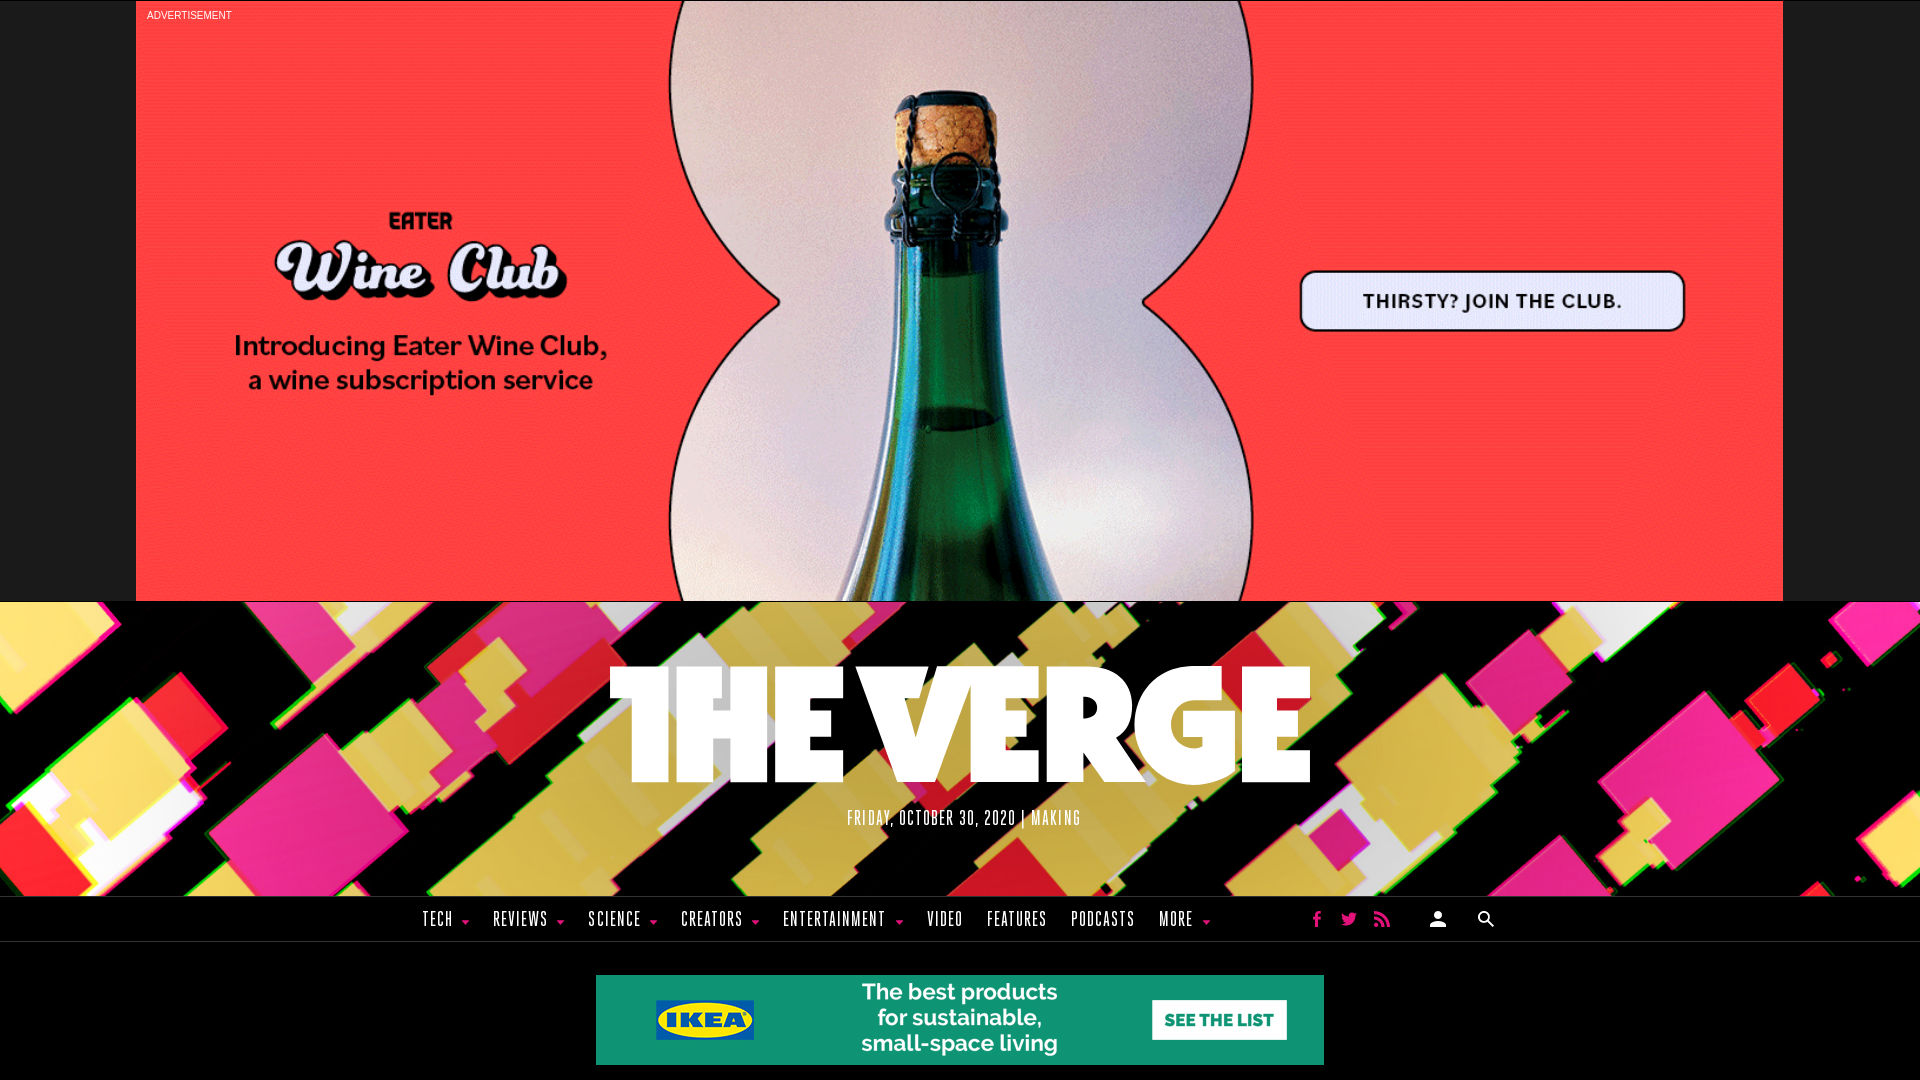 ADVERTISEMENT
EATER
Wine Club
Introducing Eater Wine Club,
a wine subscription service
THIRSTY? JOIN THE CLUB.
THE VERGE
FRIDAY, OCTOBER 30, 2020 | MAKING
TECH REVIEWS SCIENCE CREATORS ENTERTAINMENT VIDEO FEATURES PODCASTS MORE
IKEA
The best products
for sustainable,
small-space living
SEE THE LIST